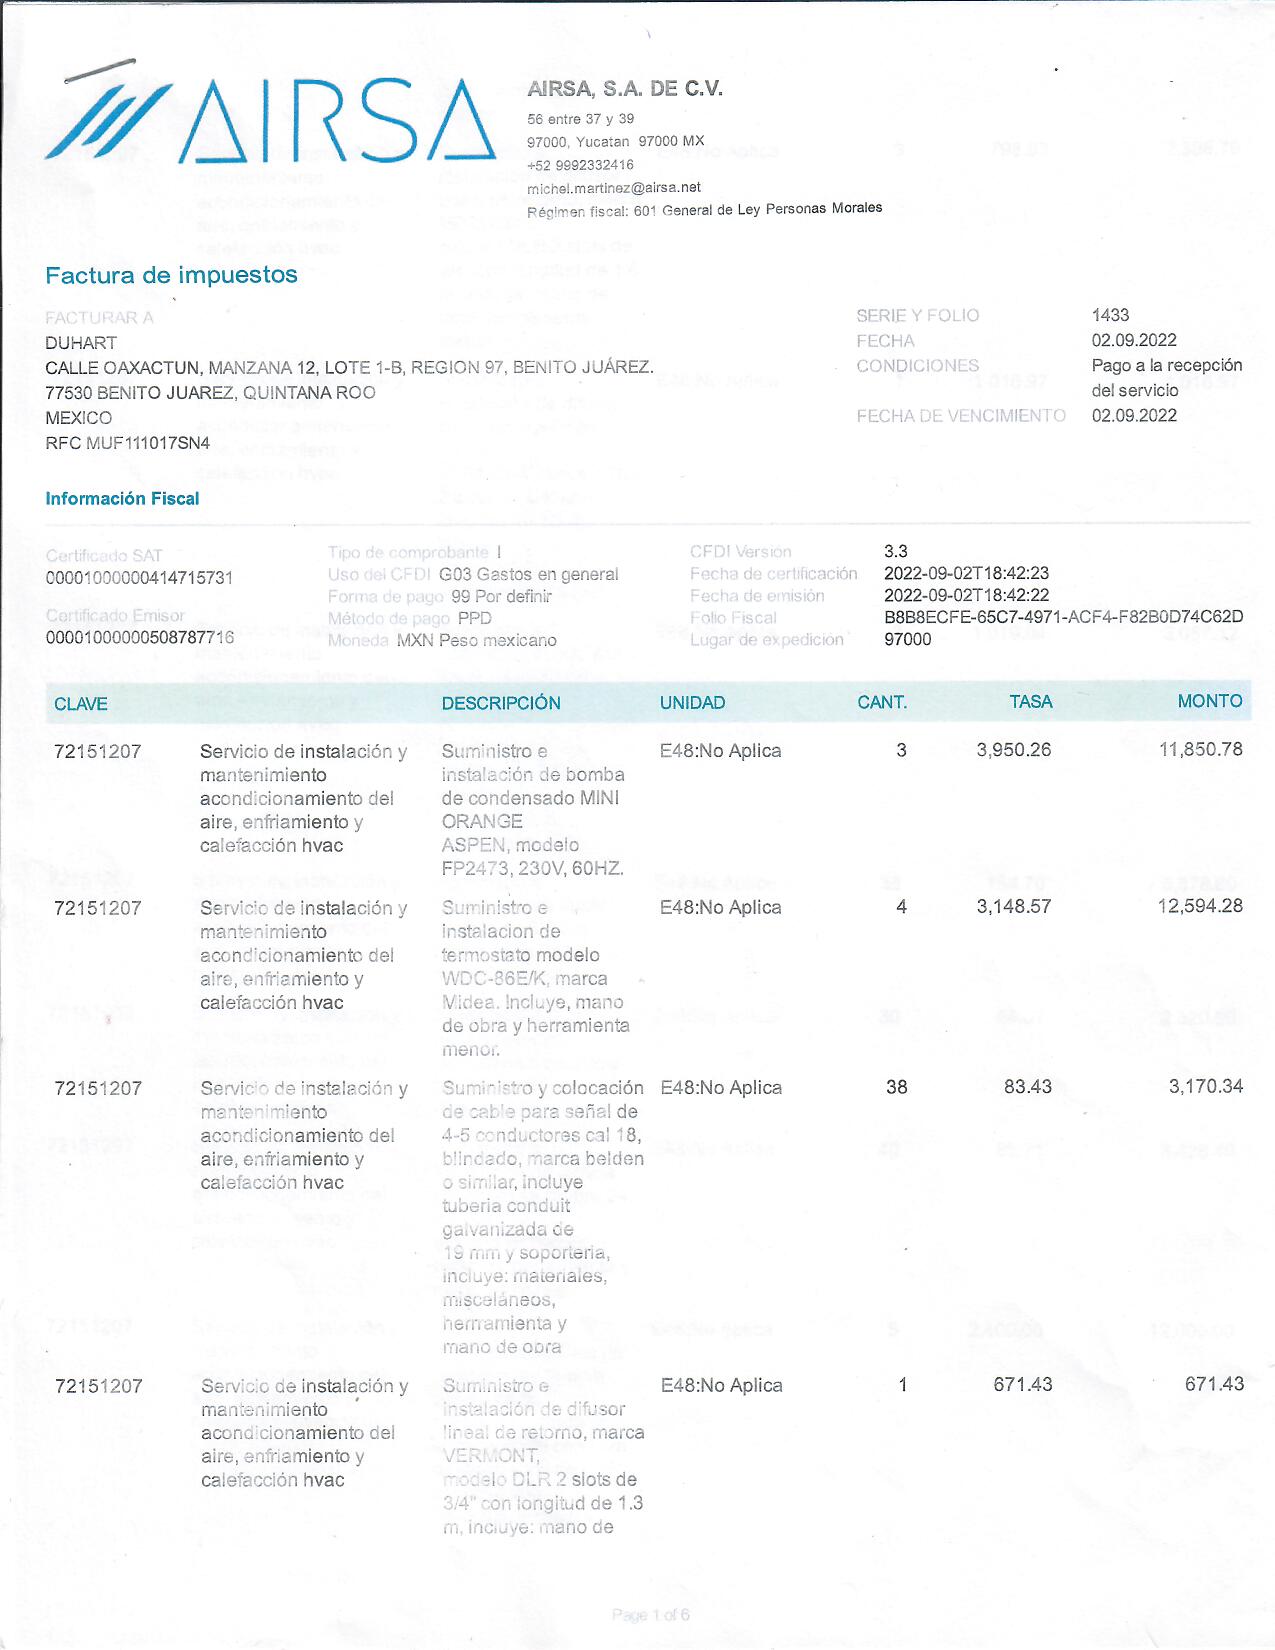 AIRSA
AIRSA, S.A. DE C.V.
56 entre 37 y 39
97000, Yucatan 97000 MX
+52 9992332416
michel.martinez@airsa.net
Régimen fiscal: 601 General de Ley Personas Morales
Factura de impuestos
FACTURAR A
DUHART
CALLE OAXACTUN, MANZANA 12, LOTE 1-B, REGION 97, BENITO JUÁREZ.
77530 BENITO JUAREZ, QUINTANA ROO
MEXICO
RFC MUF111017SN4
SERIE Y FOLIO 1433
FECHA 02.09.2022
CONDICIONES Pago a la recepción
del servicio
FECHA DE VENCIMIENTO 02.09.2022
Información Fiscal
Certificado SAT
00001000000414715731
Certificado Emisor
00001000000508787716
Tipo de comprobante I
Uso del CFDI G03 Gastos en general
Forma de pago 99 Por definir
Método de pago PPD
Moneda MXN Peso mexicano
CFDI Version 3.3
Fecha de certificación 2022-09-02T18:42:23
Fecha de emisión 2022-09-02T18:42:22
Folio Fiscal B8B8ECFE-65C7-4971-ACF4-F82B0D74C62D
Lugar de expedición 97000
CLAVE DESCRIPCIÓN UNIDAD CANT. TASA MONTO
72151207 Servicio de instalación y Suministro e E48:No Aplica 3 3,950.26 11,850.78
mantenimiento instalación de bomba
acondicionamiento del de condensado MINI
aire, enfriamiento y ORANGE
calefacción hvac ASPEN, modelo
FP2473, 230V, 60HZ.
72151207 Servicio de instalación y Suministro e E48:No Aplica 4 3,148.57 12,594.28
mantenimiento instalacion de
acondicionamiento del termostato modelo
aire, enfriamiento y WDC-86E/K, marca
calefacción hvac Midea. Incluye, mano
de obra y herramienta
menor.
72151207 Servicio de instalación y Suministro y colocación E48:No Aplica 38 83.43 3,170.34
mantenimiento de cable para señal de
acondicionamiento del 4-5 conductores cal 18,
aire, enfriamiento y blindado, marca belden
calefacción hvac o similar, incluye
tuberia conduit
galvanizada de
19 mm y soporteria,
incluye: materiales,
misceláneos,
herramienta y
mano de obra
72151207 Servicio de instalación y Suministro e E48:No Aplica 1 671.43 671.43
mantenimiento instalación de difusor
acondicionamiento del lineal de retorno, marca
aire, enfriamiento y VERMONT,
calefacción hvac modelo DLR 2 slots de
3/4" con longitud de 1.3
m, incluye: mano de
Page 1 of 6